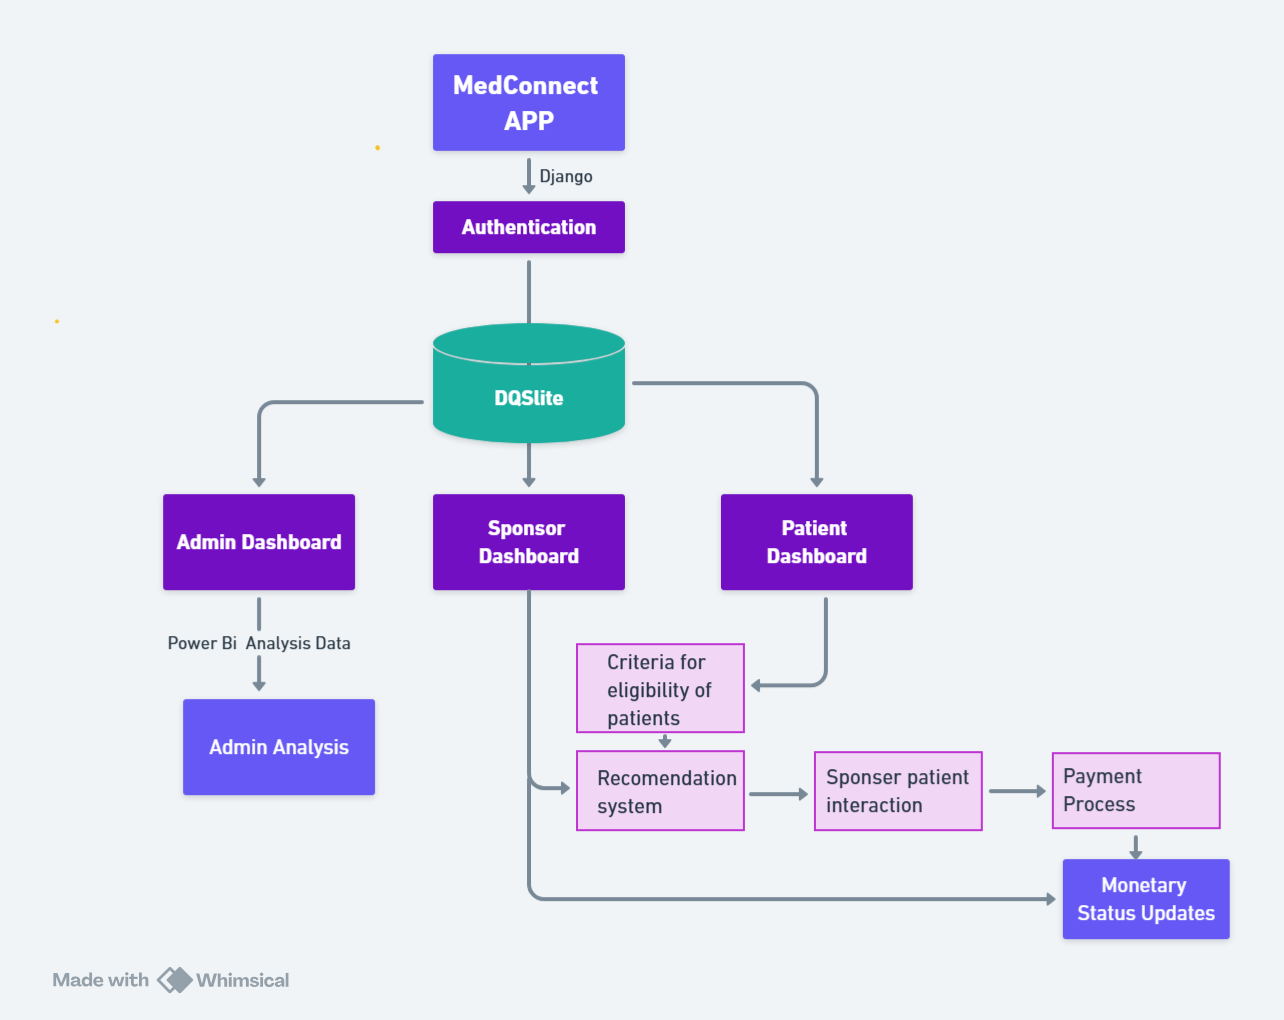 MedConnect
APP
Django
Authentication
DQSlite
Admin Dashboard
Sponsor
Dashboard
Patient
Dashboard
Power Bi  Analysis Data
Admin Analysis
Criteria for
eligibility of
patients
Recomendation
system
Sponser patient
interaction
Payment
Process
Monetary
Status Updates
Made with Whimsical